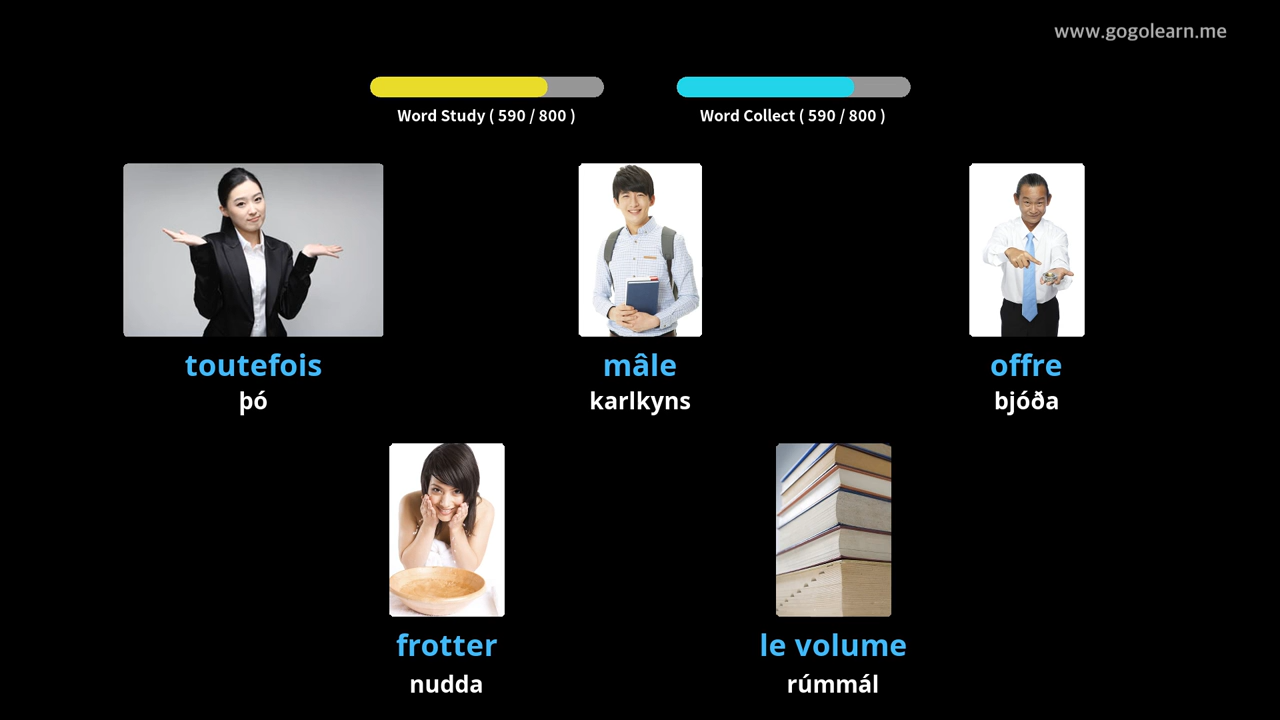 www.gogolearn.me
Word Study ( 590 / 800 )
Word Collect ( 590 / 800 )
toutefois
þó
mâle
karlkyns
offre
bjóða
frotter
nudda
le volume
rúmmál